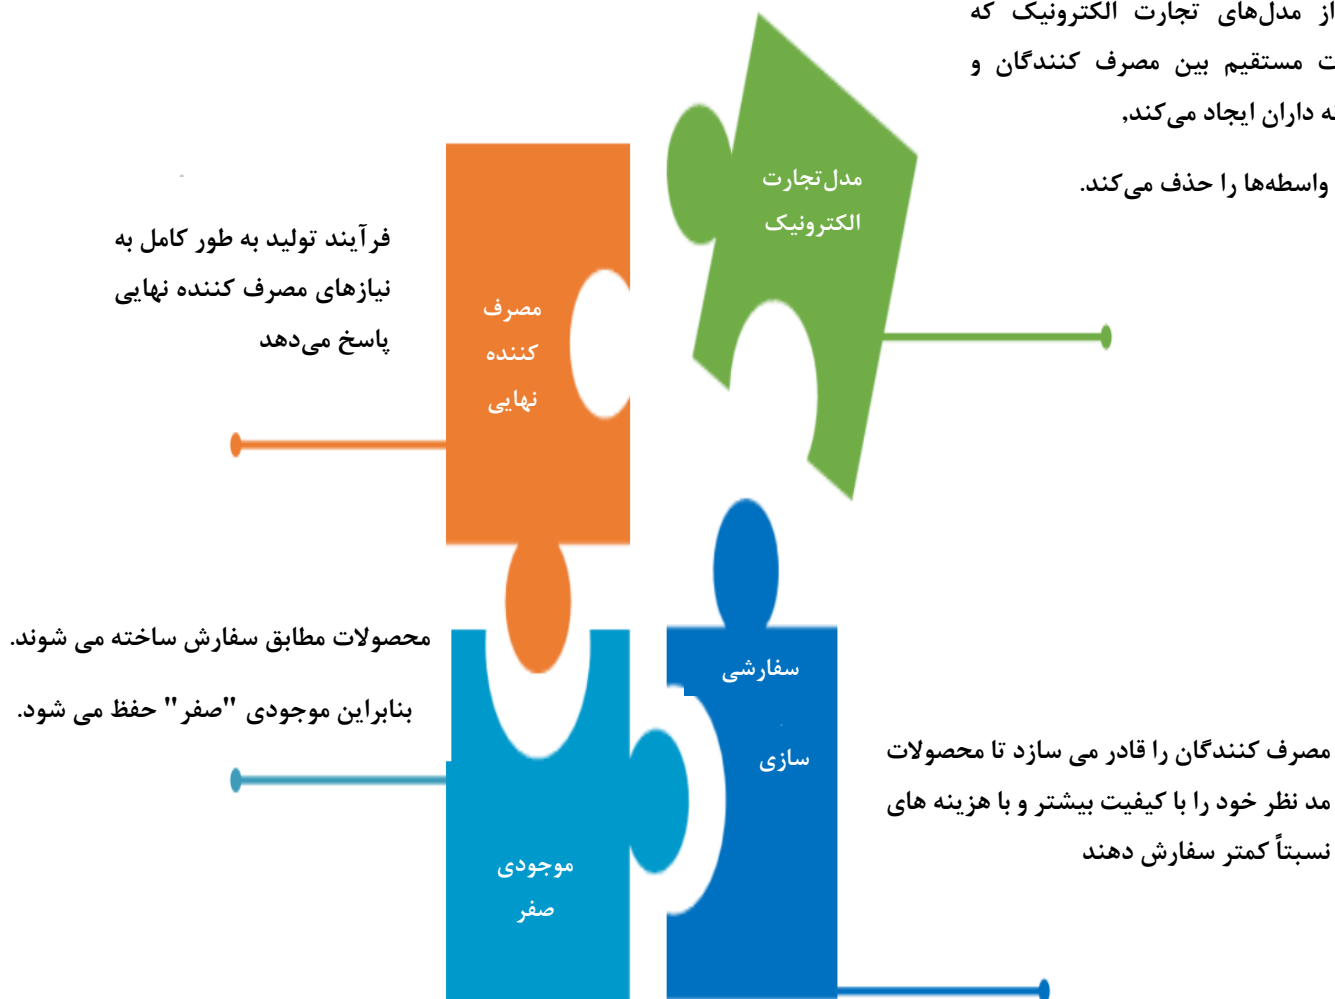 از مدل‌های تجارت الکترونیک که
مستقیم بین مصرف کنندگان و
داران ایجاد می‌کند,
واسطه‌ها را حذف می‌کند.
مدل تجارت
الکترونیک
فرآیند تولید به طور کامل به
نیازهای مصرف کننده نهایی
پاسخ می‌دهد
مصرف
کننده
نهایی
محصولات مطابق سفارش ساخته می شوند.
بنابراین موجودی "صفر" حفظ می شود.
موجودی
صفر
سفارشی
سازی
مصرف کنندگان را قادر می سازد تا محصولات
مد نظر خود را با کیفیت بیشتر و با هزینه های
نسبتاً کمتر سفارش دهند